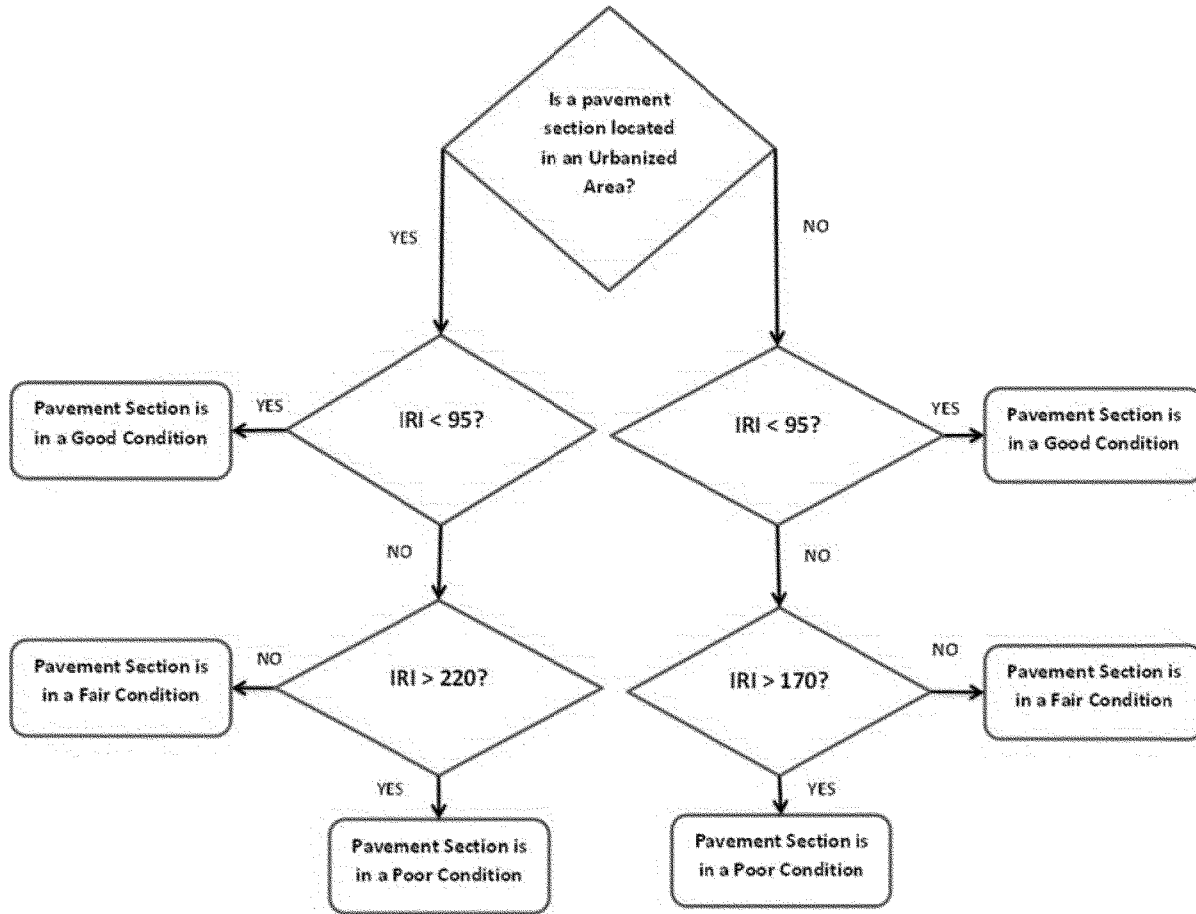 Is a pavement
section located
in an Urbanized
Area?
YES
NO
Pavement Section is
in a Good Condition
YES
IRI < 95?
IRI < 95?
YES
Pavement Section is
in a Good Condition
NO
NO
Pavement Section is
in a Fair Condition
NO
IRI > 220?
IRI > 170?
NO
Pavement Section is
in a Fair Condition
YES
YES
Pavement Section is
in a Poor Condition
Pavement Section is
in a Poor Condition